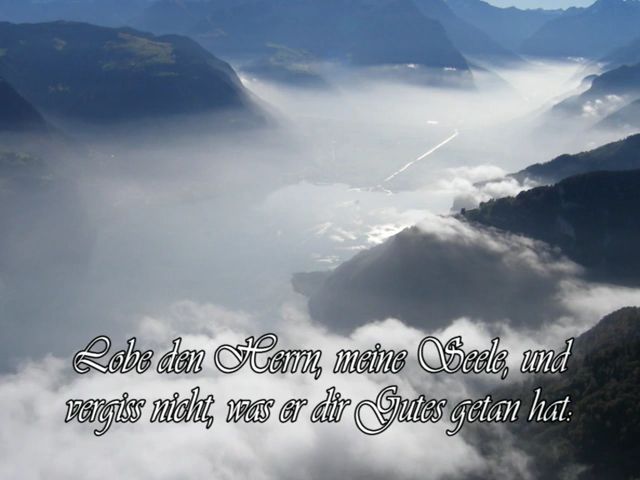 Lobe den Herrn, meine Seele, und
vergiss nicht, was er dir Gutes getan hat: